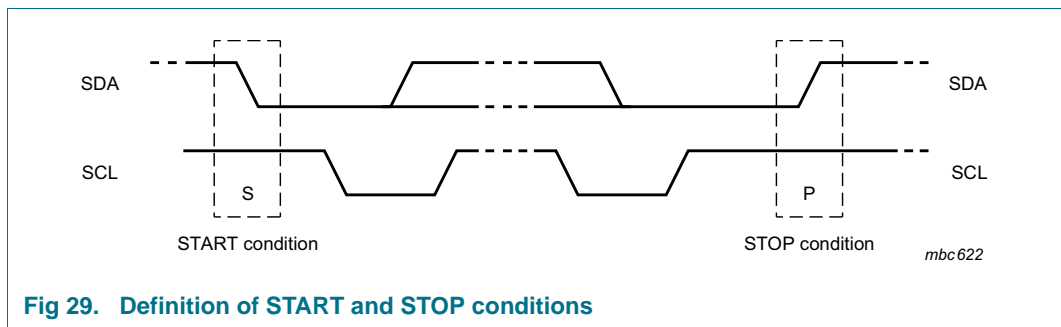 SDA
SDA
SCL
SCL
S
P
START condition
STOP condition
mbc622
Fig 29. Definition of START and STOP conditions